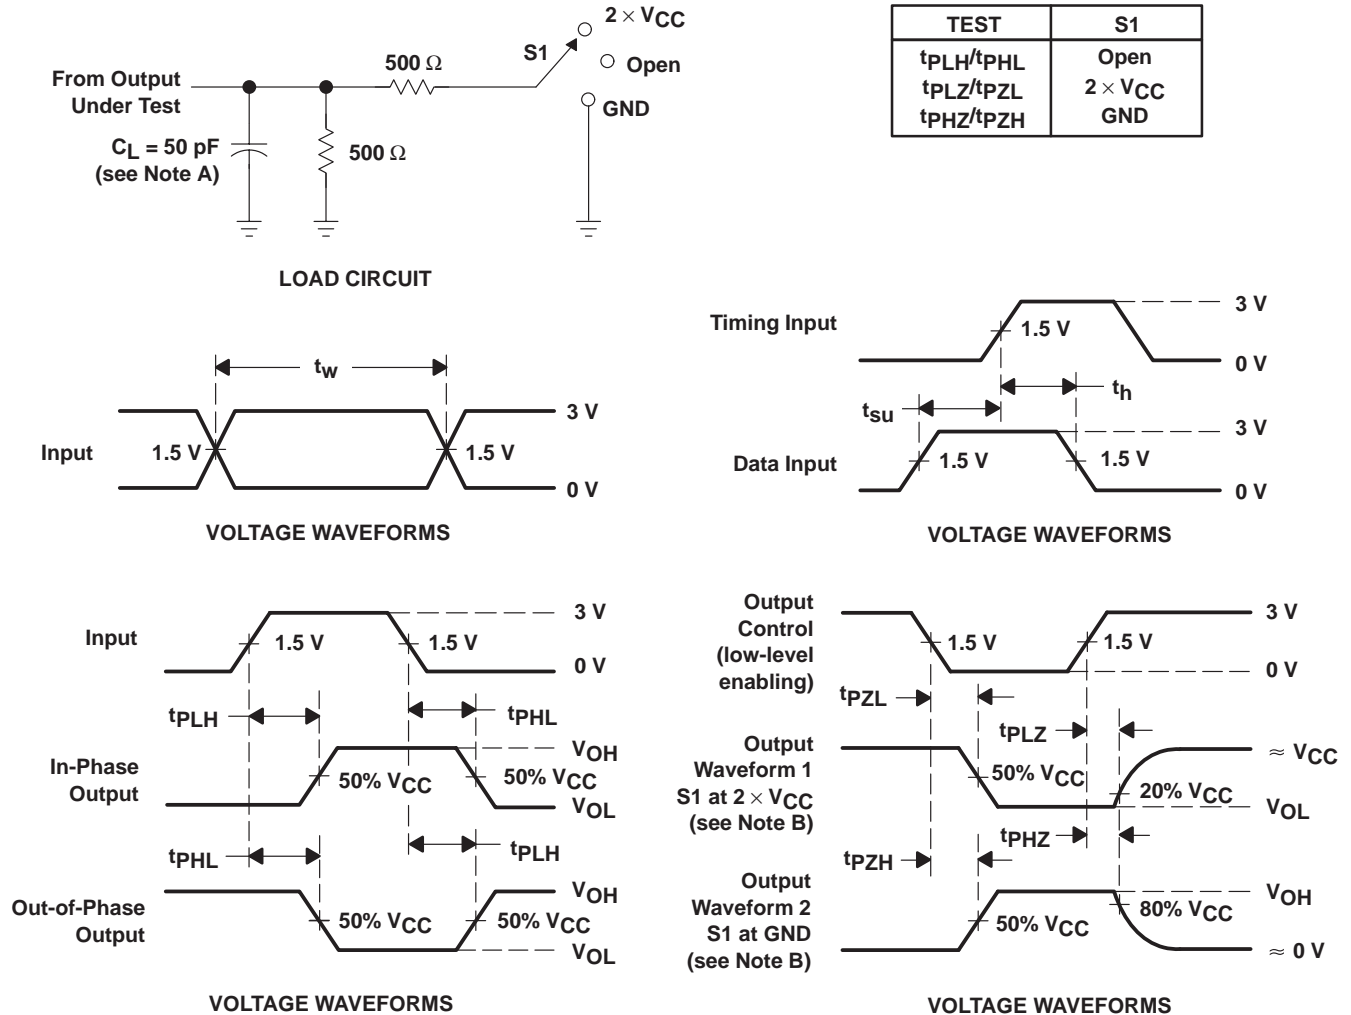 2 × VCC
S1
Open
GND
500 Ω
From Output
Under Test
CL = 50 pF
(see Note A)
500 Ω
LOAD CIRCUIT
TEST S1
tPLH/tPHL Open
tPLZ/tPZL 2 × VCC
tPHZ/tPZH GND
tw
3 V
Input 1.5 V 1.5 V
0 V
VOLTAGE WAVEFORMS
3 V
Timing Input 1.5 V
0 V
th
tsu
3 V
Data Input 1.5 V 1.5 V
0 V
VOLTAGE WAVEFORMS
3 V
Input 1.5 V 1.5 V
0 V
tPLH tPHL
VOH
In-Phase
Output
50% VCC 50% VCC
VOL
tPHL tPLH
VOH
Out-of-Phase
Output
50% VCC 50% VCC
VOL
VOLTAGE WAVEFORMS
Output
Control
(low-level
enabling)
3 V
1.5 V 1.5 V
0 V
tPZL
tPLZ
Output
Waveform 1
S1 at 2 × VCC
(see Note B)
≈ VCC
50% VCC
20% VCC
VOL
tPHZ
tPZH
Output
Waveform 2
S1 at GND
(see Note B)
VOH
50% VCC 80% VCC
≈ 0 V
VOLTAGE WAVEFORMS